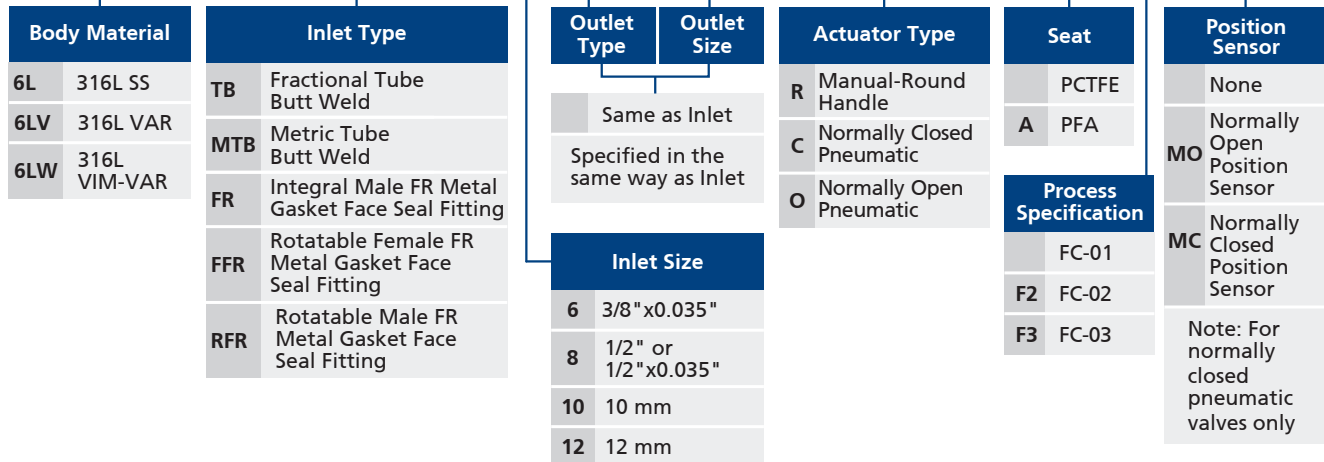 Body Material
6L 316L SS
6LV 316L VAR
6LW 316L
VIM-VAR
Inlet Type
TB Fractional Tube
Butt Weld
MTB Metric Tube
Butt Weld
FR Integral Male FR Metal
Gasket Face Seal Fitting
FFR Rotatable Female FR
Metal Gasket Face
Seal Fitting
RFR Rotatable Male FR
Metal Gasket Face
Seal Fitting
Outlet
Type
Outlet
Size
Same as Inlet
Specified in the
same way as Inlet
Inlet Size
6 3/8"x0.035"
8 1/2" or
1/2"x0.035"
10 10 mm
12 12 mm
Actuator Type
R Manual-Round
Handle
C Normally Closed
Pneumatic
O Normally Open
Pneumatic
Seat
PCTFE
A PFA
Process
Specification
FC-01
F2 FC-02
F3 FC-03
Position
Sensor
None
MO Normally
Open
Position
Sensor
MC Normally
Closed
Position
Sensor
Note: For
normally
closed
pneumatic
valves only